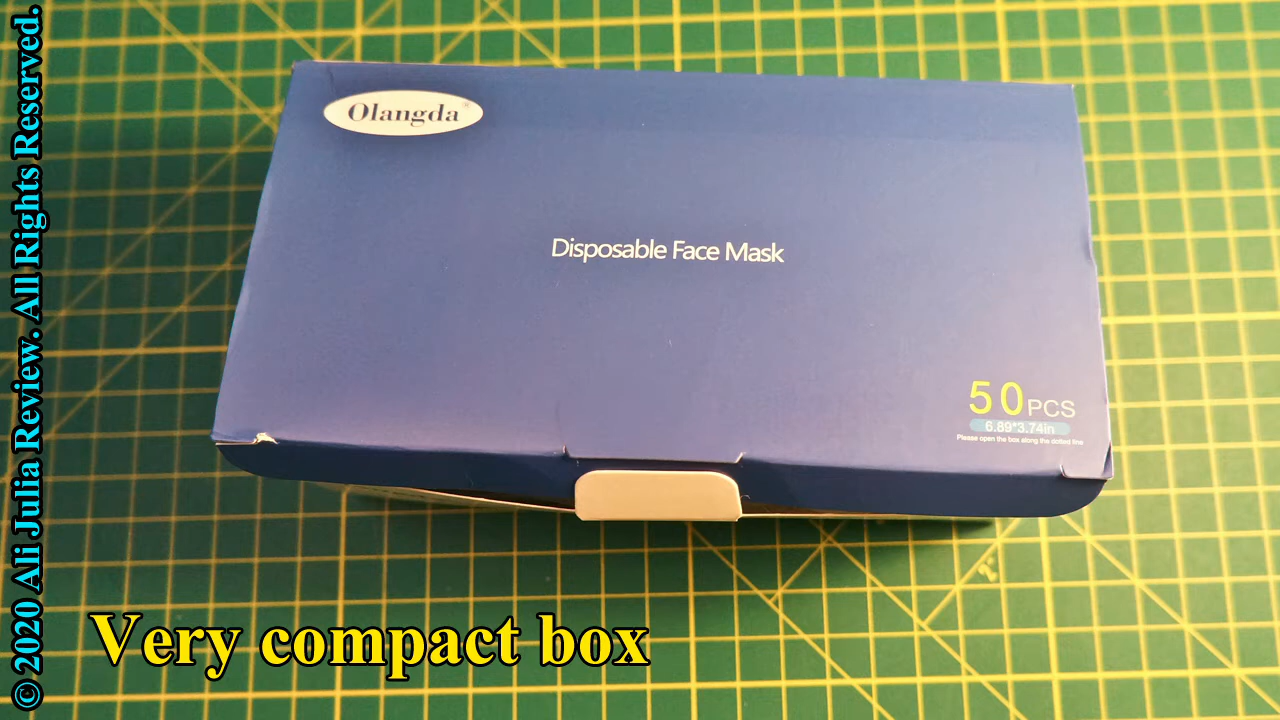 © 2020 Ali Julia Review. All Rights Reserved.
Olangda®
Disposable Face Mask
50PCS
6.89*3.74in
Please open the box along the dotted line
Very compact box